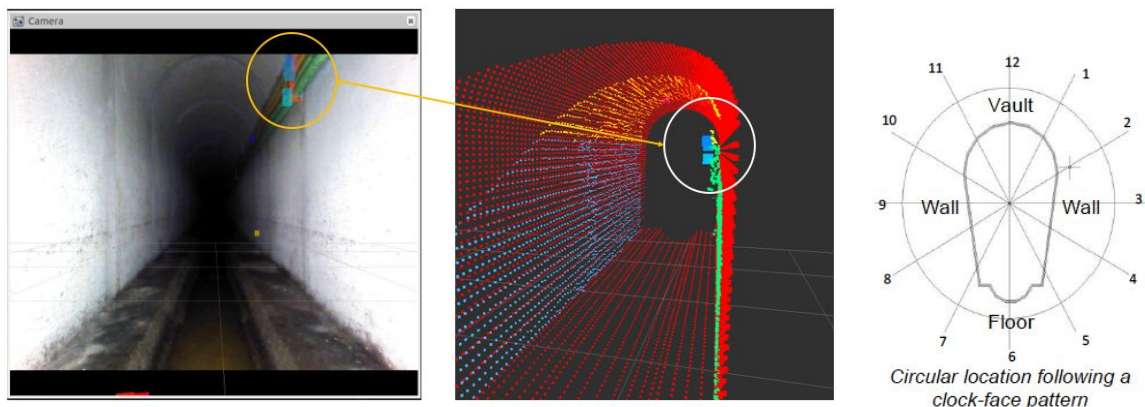 Camera
12
11
1
Vault
10
2
9
Wall
Wall
3
8
4
Floor
7
5
6
Circular location following a
clock-face pattern